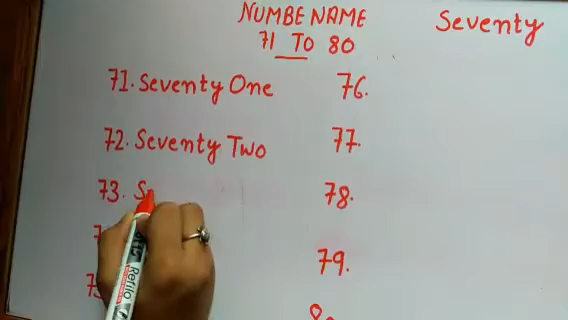 NUMBE NAME
71 TO 80
Seventy
71. Seventy One
72. Seventy Two
73. S
76.
77.
78.
79.